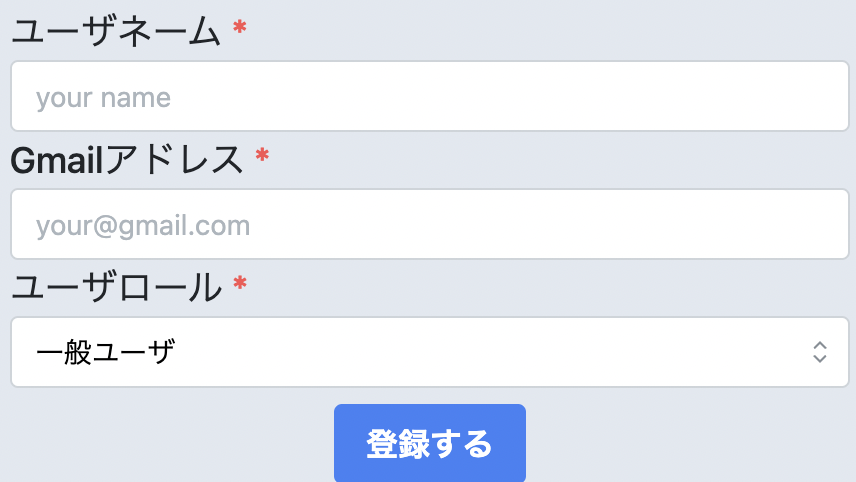 ユーザネーム *
your name
Gmailアドレス *
your@gmail.com
ユーザロール *
一般ユーザ
登録する